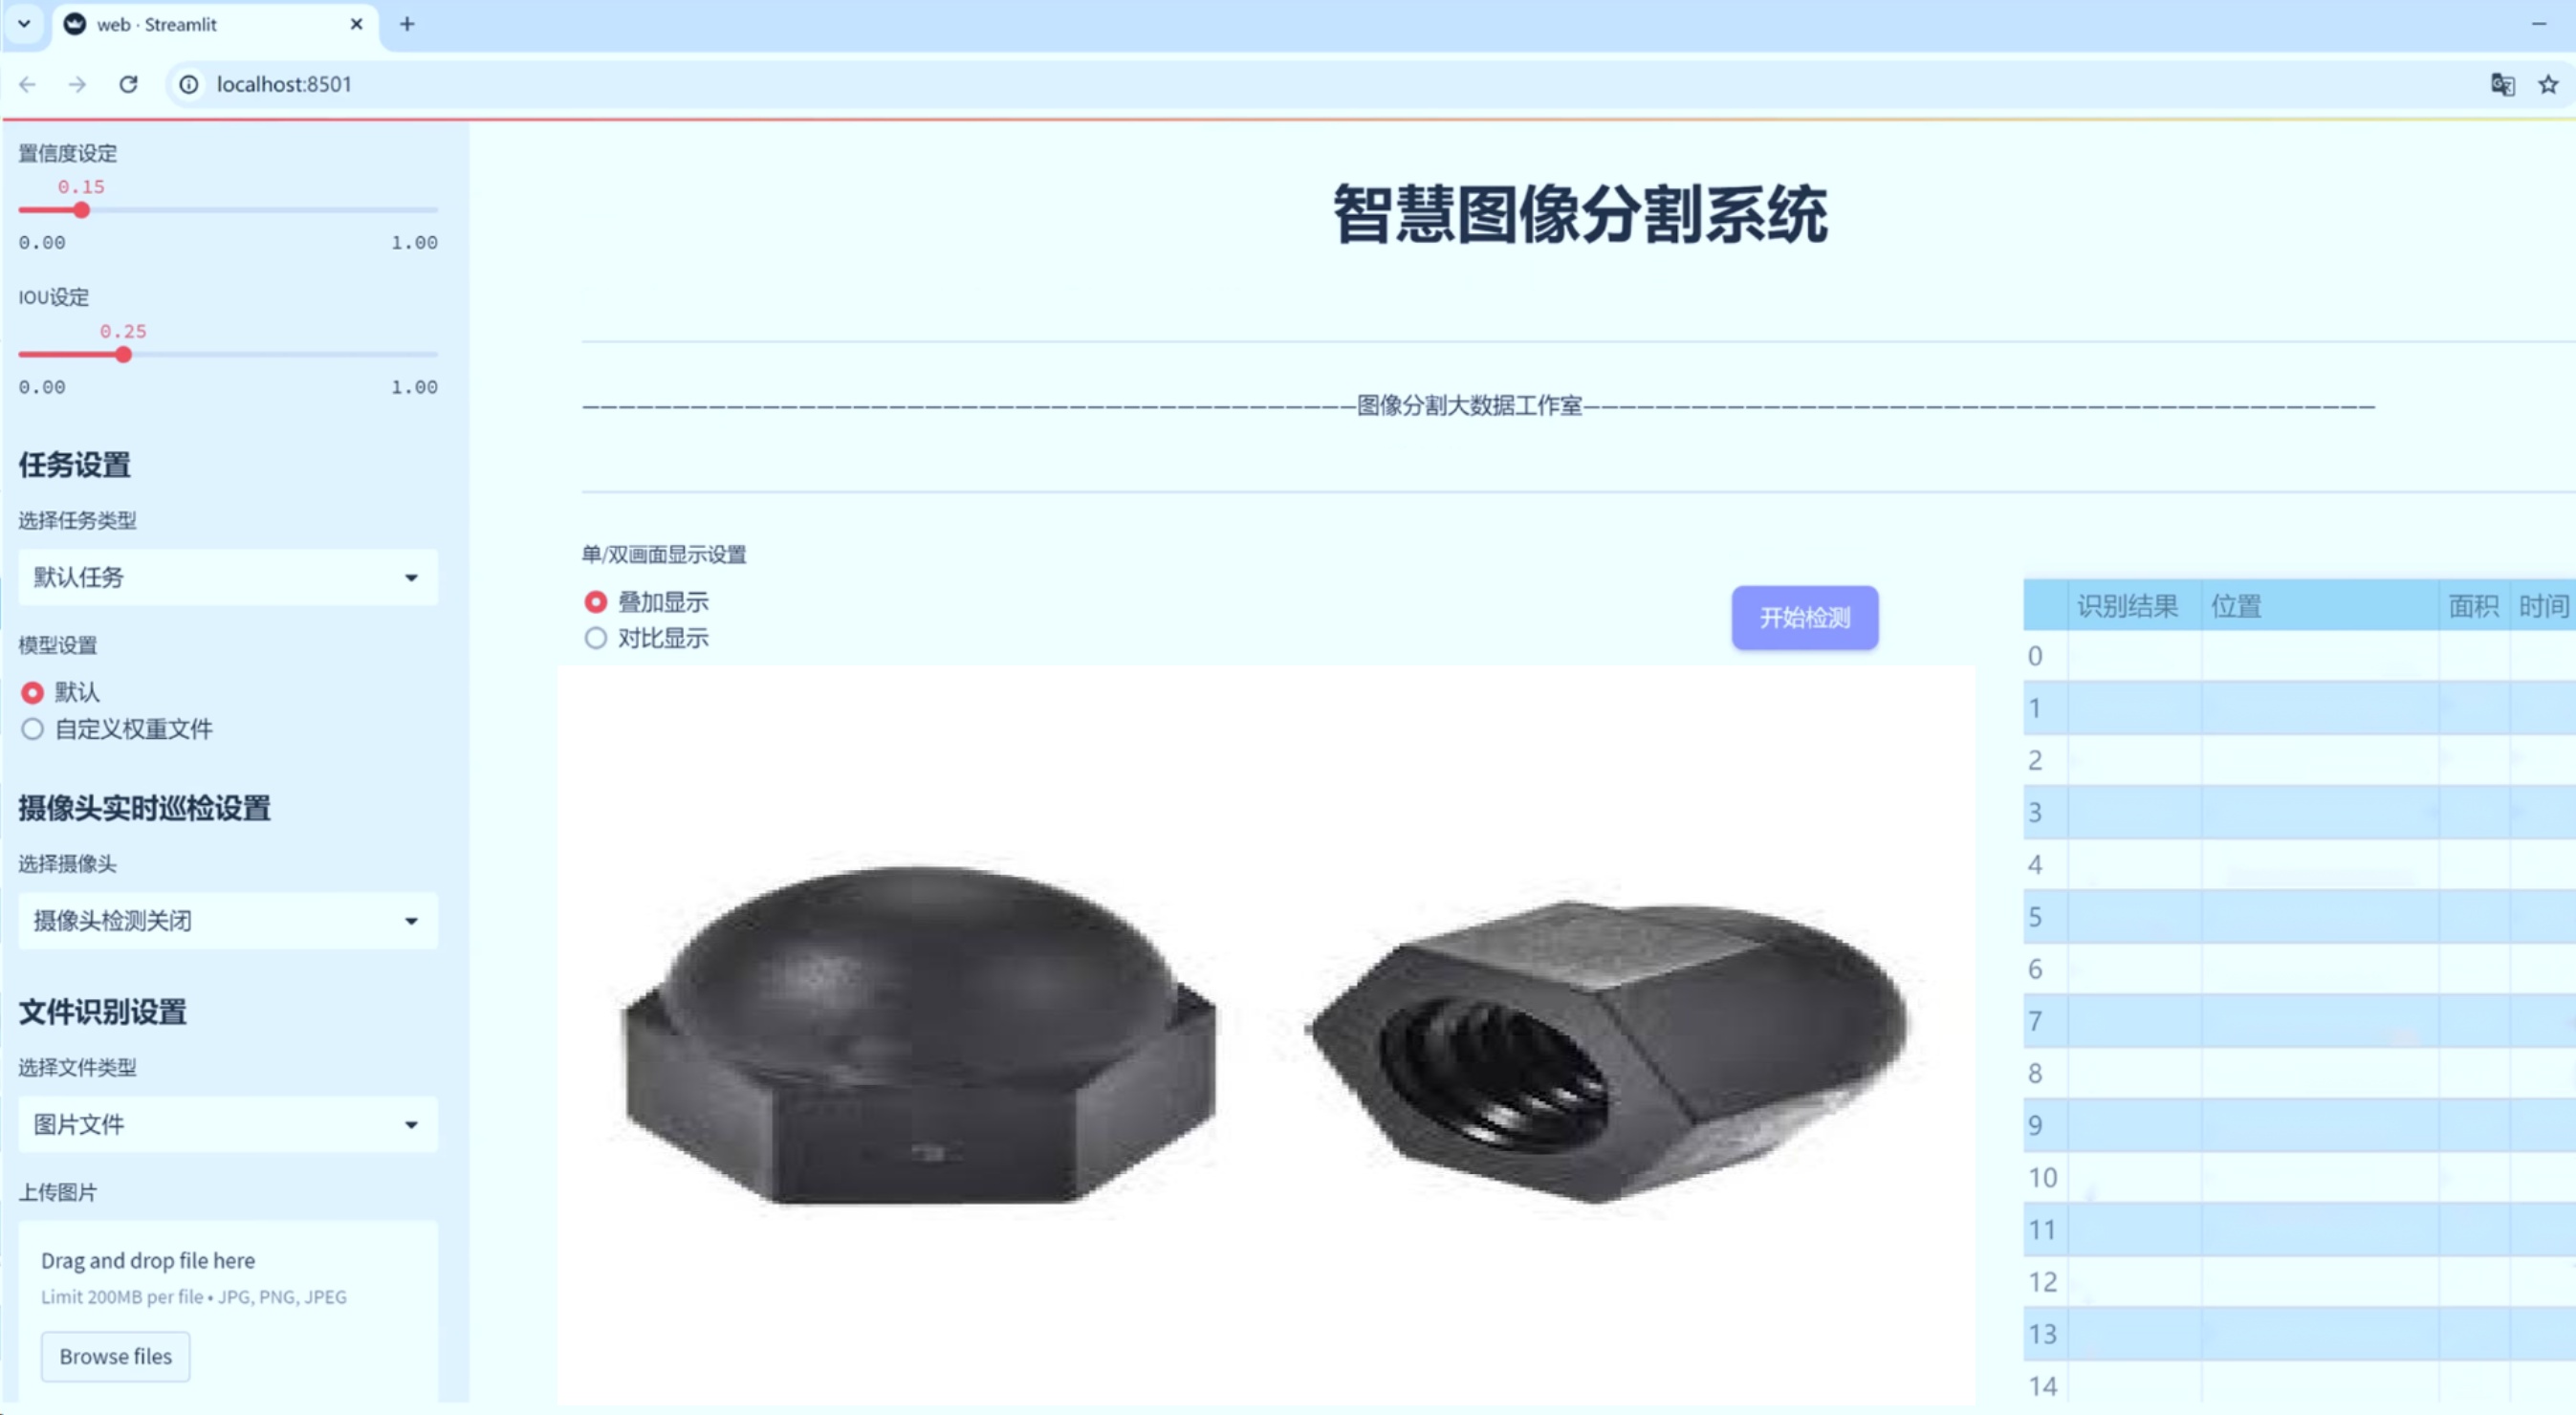 web · Streamlit
localhost:8501
置信度设定
0.15
0.00 1.00
IOU设定
0.25
0.00 1.00
任务设置
选择任务类型
默认任务
模型设置
默认
自定义权重文件
摄像头实时巡检设置
选择摄像头
摄像头检测关闭
文件识别设置
选择文件类型
图片文件
上传图片
Drag and drop file here
Limit 200MB per file • JPG, PNG, JPEG
Browse files
智慧图像分割系统
———————————————————————————————————————————图像分割大数据工作室————————————————————————————————————————————
单/双画面显示设置
叠加显示
对比显示
开始检测
识别结果 位置 面积 时间
0
1
2
3
4
5
6
7
8
9
10
11
12
13
14